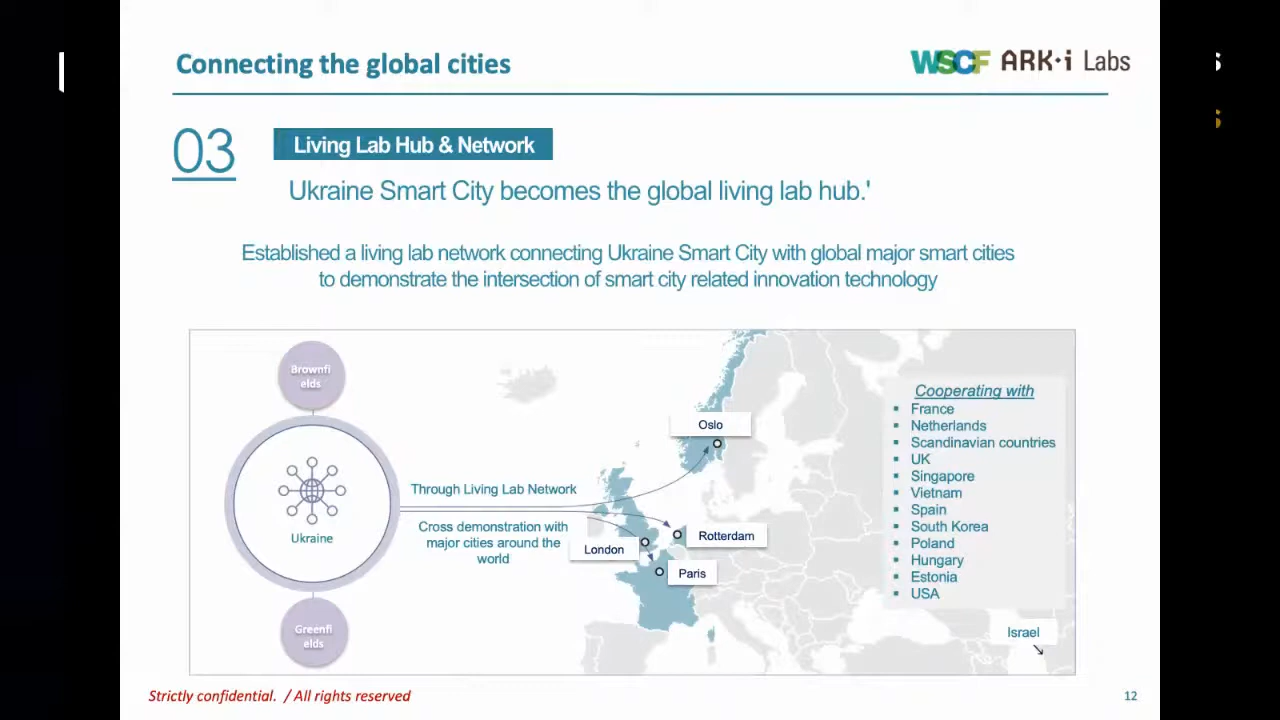 Connecting the global cities
WSCF ARK·i Labs
S
S
03
Living Lab Hub & Network
Ukraine Smart City becomes the global living lab hub.'
Established a living lab network connecting Ukraine Smart City with global major smart cities
to demonstrate the intersection of smart city related innovation technology
Brownfi
elds
Ukraine
Greenfi
elds
Through Living Lab Network
Cross demonstration with
major cities around the
world
Oslo
Rotterdam
London
Paris
Cooperating with
▪ France
▪ Netherlands
▪ Scandinavian countries
▪ UK
▪ Singapore
▪ Vietnam
▪ Spain
▪ South Korea
▪ Poland
▪ Hungary
▪ Estonia
▪ USA
Israel
Strictly confidential. / All rights reserved
12